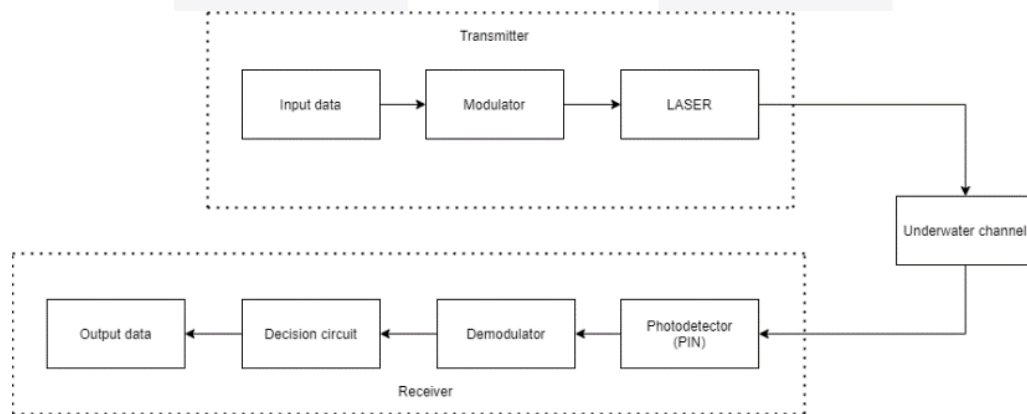 Transmitter
Input data
Modulator
LASER
Underwater channel
Output data
Decision circuit
Demodulator
Photodetector
(PIN)
Receiver